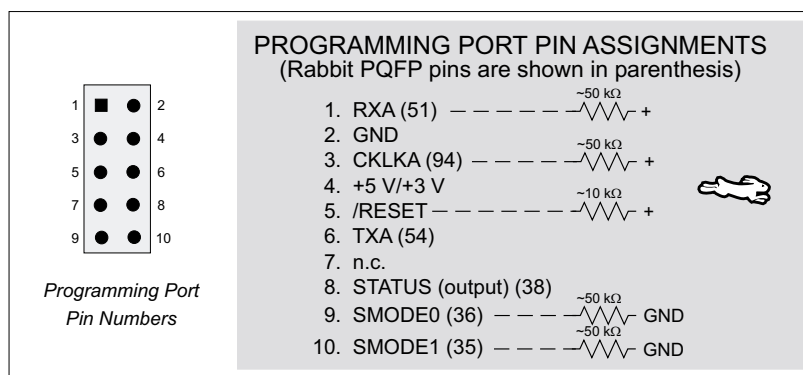 PROGRAMMING PORT PIN ASSIGNMENTS
(Rabbit PQFP pins are shown in parenthesis)
1 2
3 4
5 6
7 8
9 10
Programming Port
Pin Numbers
~50 kΩ
1. RXA (51) +
2. GND
~50 kΩ
3. CKLKA (94) +
4. +5 V/+3 V
~10 kΩ
5. /RESET +
6. TXA (54)
7. n.c.
8. STATUS (output) (38)
~50 kΩ
9. SMODE0 (36) GND
~50 kΩ
10. SMODE1 (35) GND